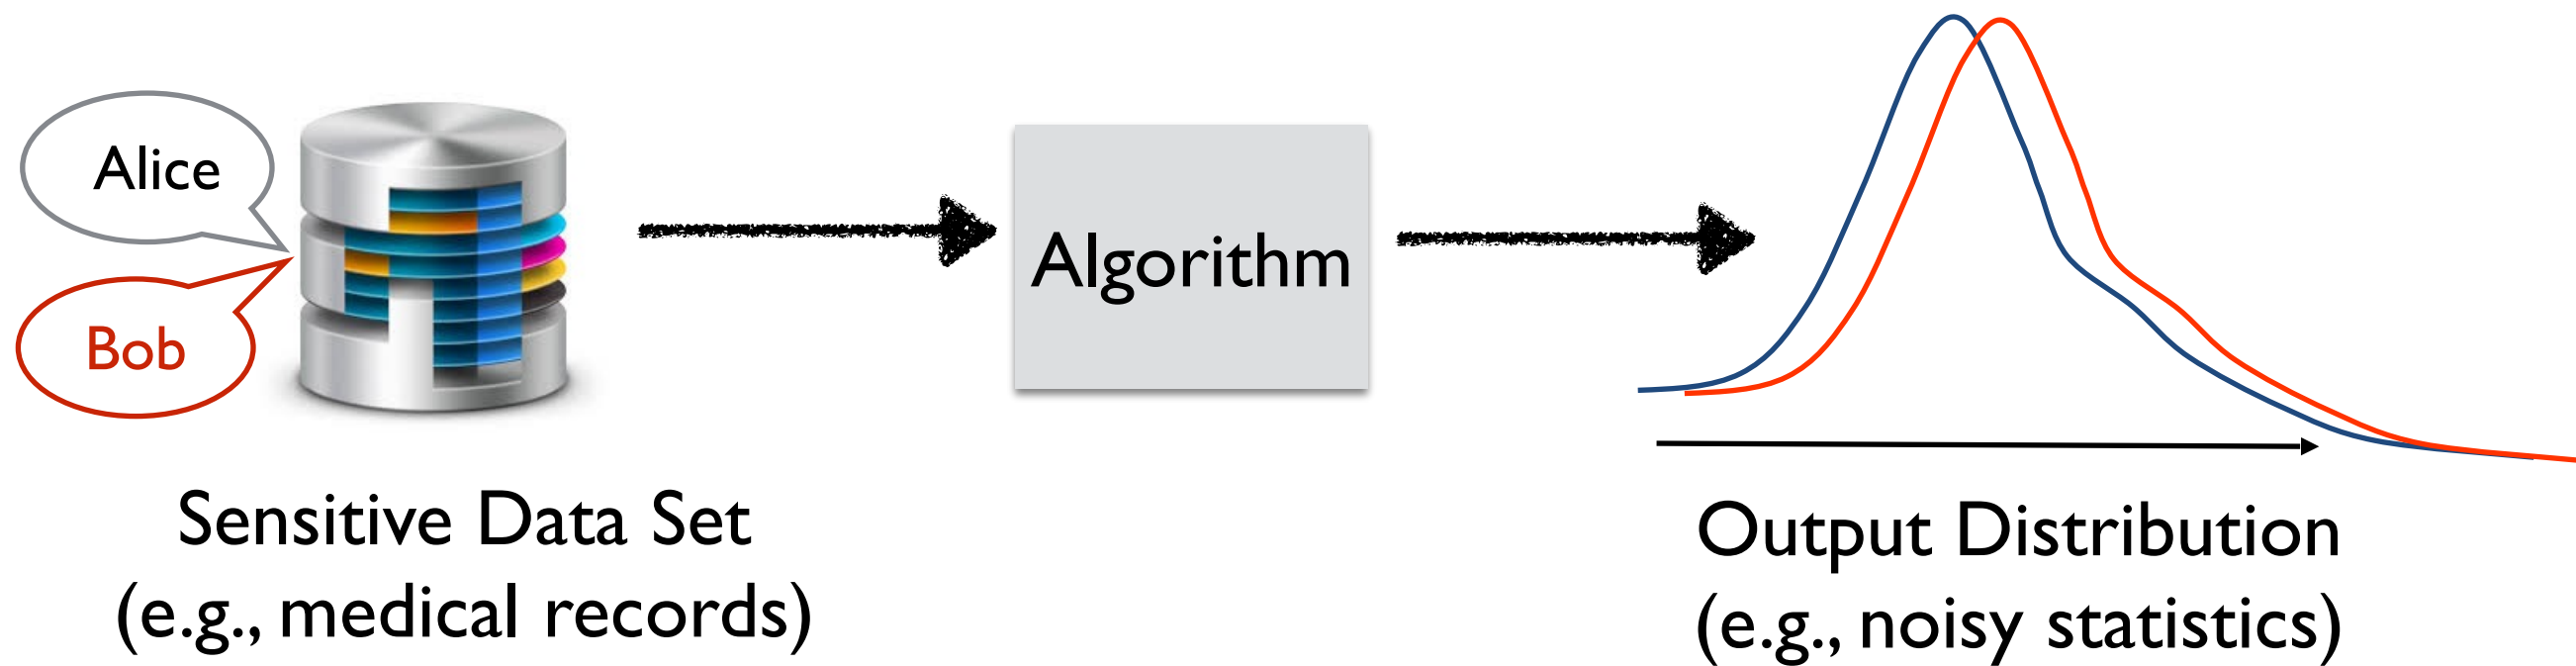 Alice
Bob
Algorithm
Sensitive Data Set
(e.g., medical records)
Output Distribution
(e.g., noisy statistics)